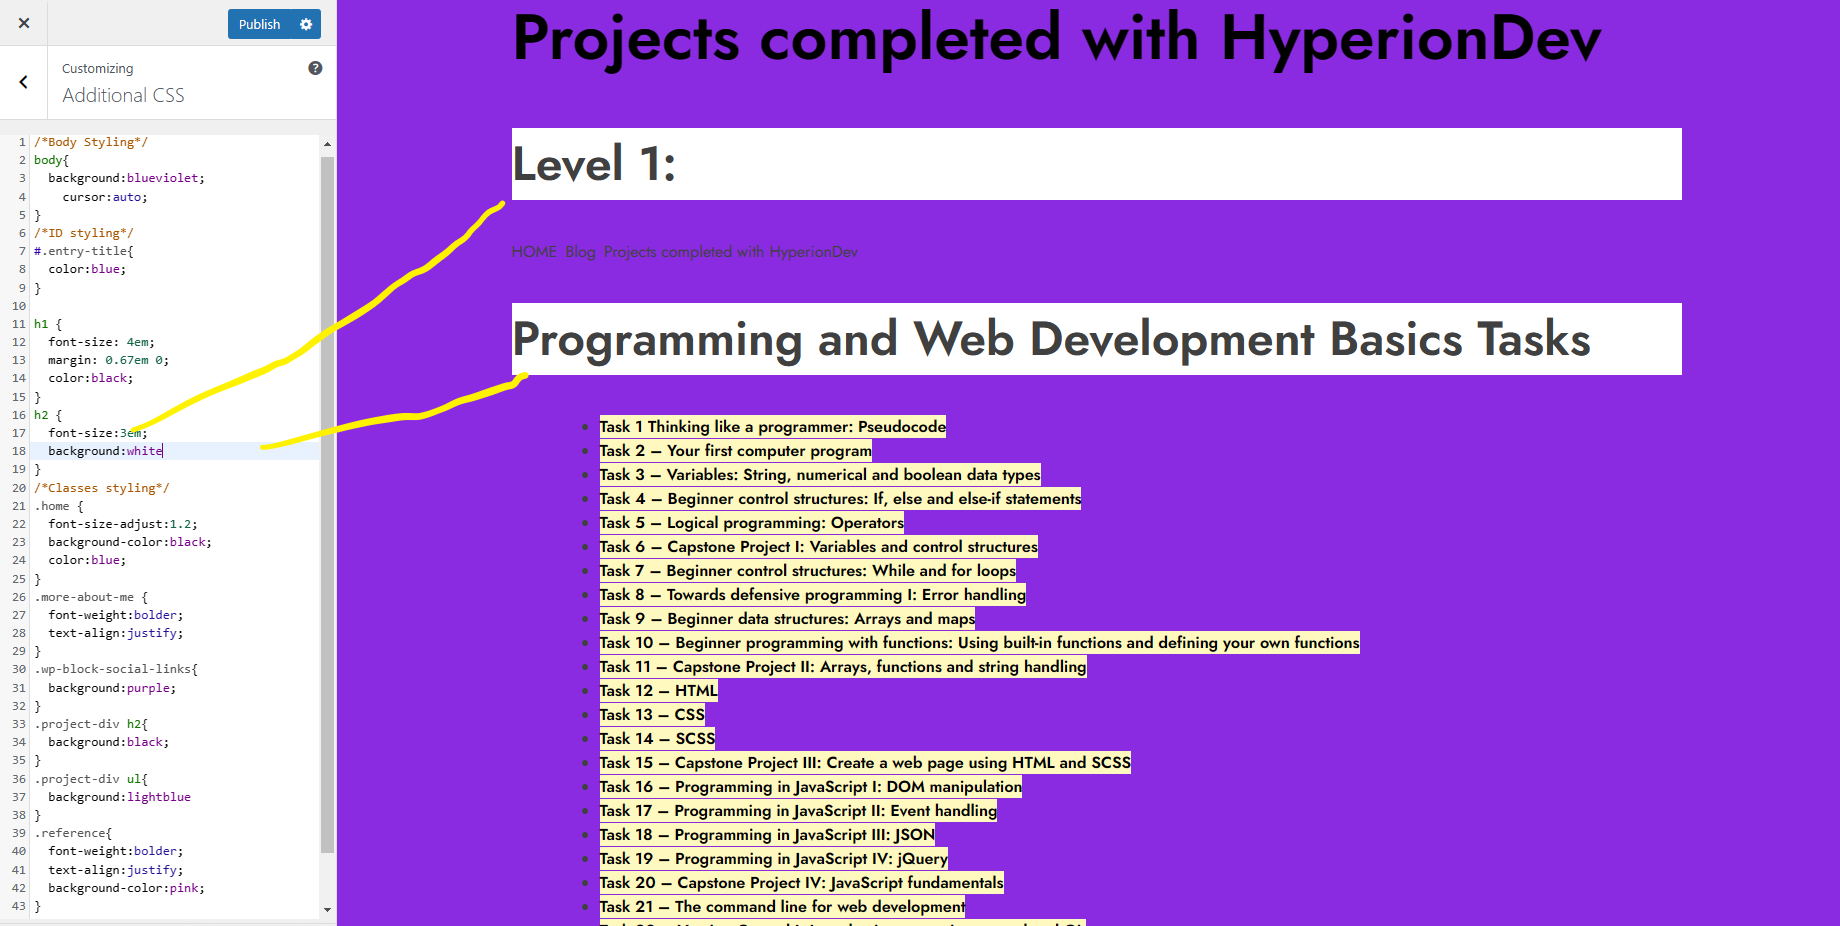 Publish
Customizing
Additional CSS
1 /*Body Styling*/
2 body{
3 background:blueviolet;
4 cursor:auto;
5 }
6 /*ID styling*/
7 #.entry-title{
8 color:blue;
9 }
10
11 h1 {
12 font-size: 4em;
13 margin: 0.67em 0;
14 color:black;
15 }
16 h2 {
17 font-size:3em;
18 background:white
19 }
20 /*Classes styling*/
21 .home {
22 font-size-adjust:1.2;
23 background-color:black;
24 color:blue;
25 }
26 .more-about-me {
27 font-weight:bolder;
28 text-align:justify;
29 }
30 .wp-block-social-links{
31 background:purple;
32 }
33 .project-div h2{
34 background:black;
35 }
36 .project-div ul{
37 background:lightblue
38 }
39 .reference{
40 font-weight:bolder;
41 text-align:justify;
42 background-color:pink;
43 }
Projects completed with HyperionDev
Level 1:
HOME Blog Projects completed with HyperionDev
Programming and Web Development Basics Tasks
Task 1 Thinking like a programmer: Pseudocode
Task 2 – Your first computer program
Task 3 – Variables: String, numerical and boolean data types
Task 4 – Beginner control structures: If, else and else-if statements
Task 5 – Logical programming: Operators
Task 6 – Capstone Project I: Variables and control structures
Task 7 – Beginner control structures: While and for loops
Task 8 – Towards defensive programming I: Error handling
Task 9 – Beginner data structures: Arrays and maps
Task 10 – Beginner programming with functions: Using built-in functions and defining your own functions
Task 11 – Capstone Project II: Arrays, functions and string handling
Task 12 – HTML
Task 13 – CSS
Task 14 – SCSS
Task 15 – Capstone Project III: Create a web page using HTML and SCSS
Task 16 – Programming in JavaScript I: DOM manipulation
Task 17 – Programming in JavaScript II: Event handling
Task 18 – Programming in JavaScript III: JSON
Task 19 – Programming in JavaScript IV: jQuery
Task 20 – Capstone Project IV: JavaScript fundamentals
Task 21 – The command line for web development